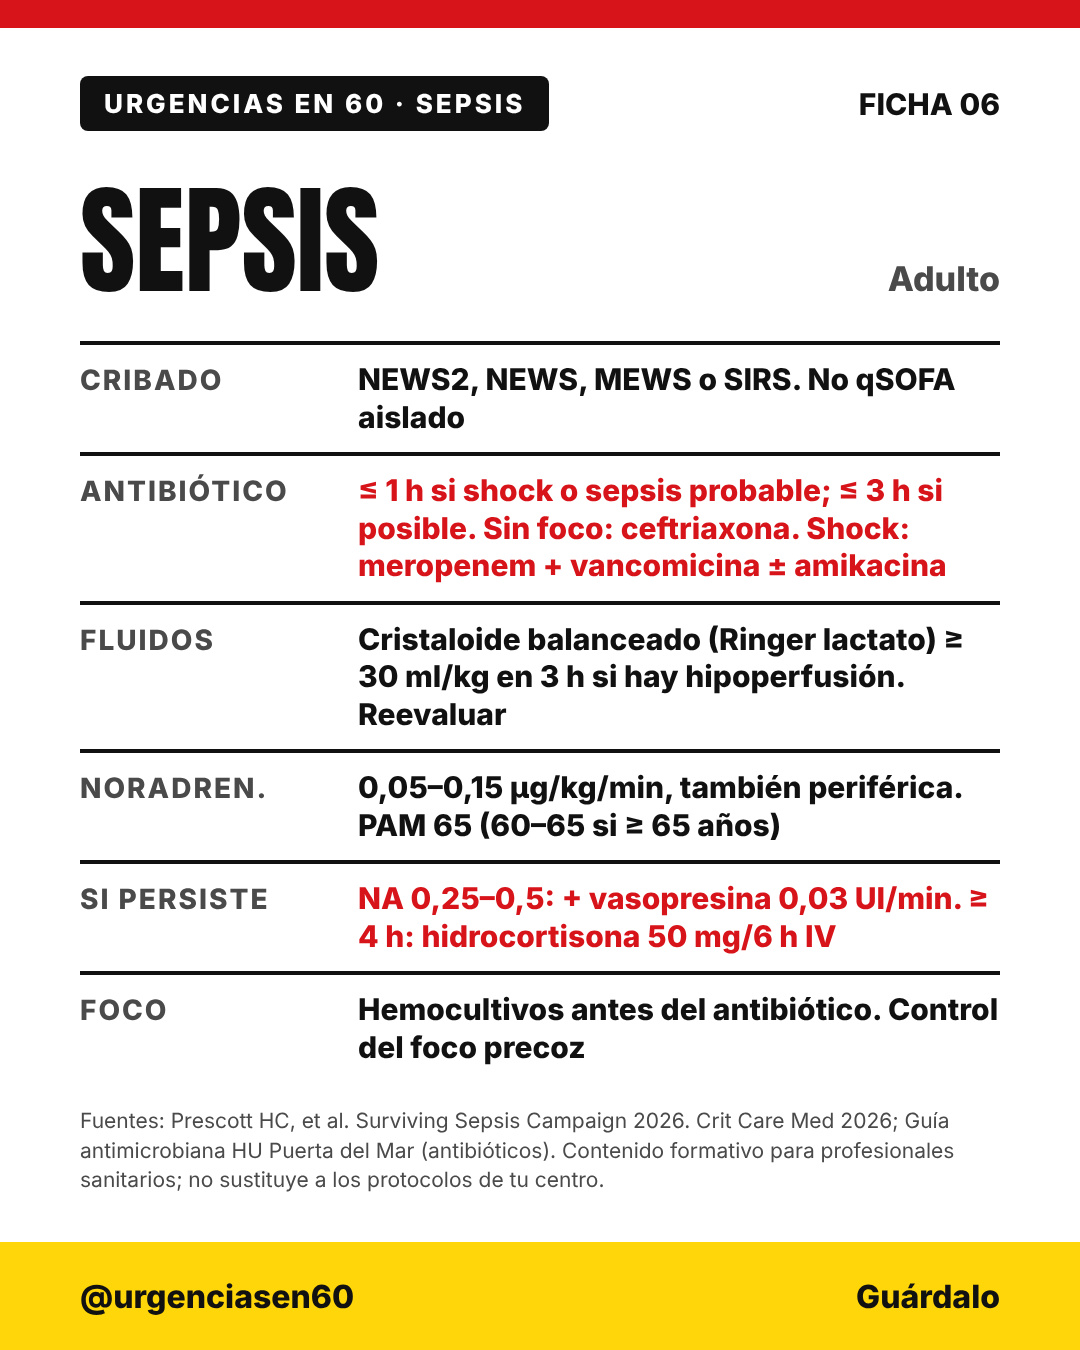 URGENCIAS EN 60 · SEPSIS
FICHA 06
SEPSIS
Adulto
CRIBADO
NEWS2, NEWS, MEWS o SIRS. No qSOFA
aislado
ANTIBIÓTICO
≤ 1 h si shock o sepsis probable; ≤ 3 h si
posible. Sin foco: ceftriaxona. Shock:
meropenem + vancomicina ± amikacina
FLUIDOS
Cristaloide balanceado (Ringer lactato) ≥
30 ml/kg en 3 h si hay hipoperfusión.
Reevaluar
NORADREN.
0,05–0,15 µg/kg/min, también periférica.
PAM 65 (60–65 si ≥ 65 años)
SI PERSISTE
NA 0,25–0,5: + vasopresina 0,03 UI/min. ≥
4 h: hidrocortisona 50 mg/6 h IV
FOCO
Hemocultivos antes del antibiótico. Control
del foco precoz
Fuentes: Prescott HC, et al. Surviving Sepsis Campaign 2026. Crit Care Med 2026; Guía
antimicrobiana HU Puerta del Mar (antibióticos). Contenido formativo para profesionales
sanitarios; no sustituye a los protocolos de tu centro.
@urgenciasen60
Guárdalo